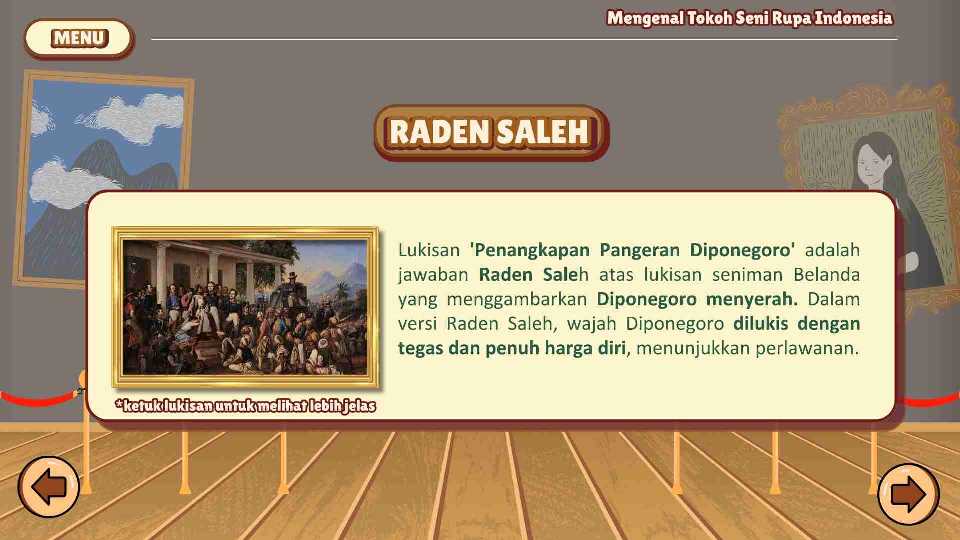 Mengenal Tokoh Seni Rupa Indonesia
MENU
RADEN SALEH
Lukisan 'Penangkapan Pangeran Diponegoro' adalah
jawaban Raden Saleh atas lukisan seniman Belanda
yang menggambarkan Diponegoro menyerah. Dalam
versi Raden Saleh, wajah Diponegoro dilukis dengan
tegas dan penuh harga diri, menunjukkan perlawanan.
*ketuk lukisan untuk melihat lebih jelas